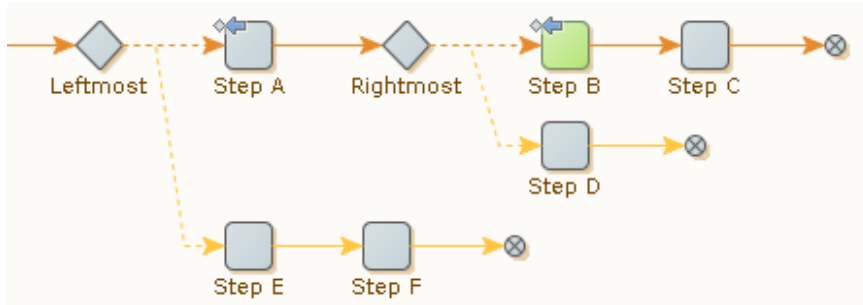 Leftmost
Step A
Rightmost
Step B
Step C
Step D
Step E
Step F